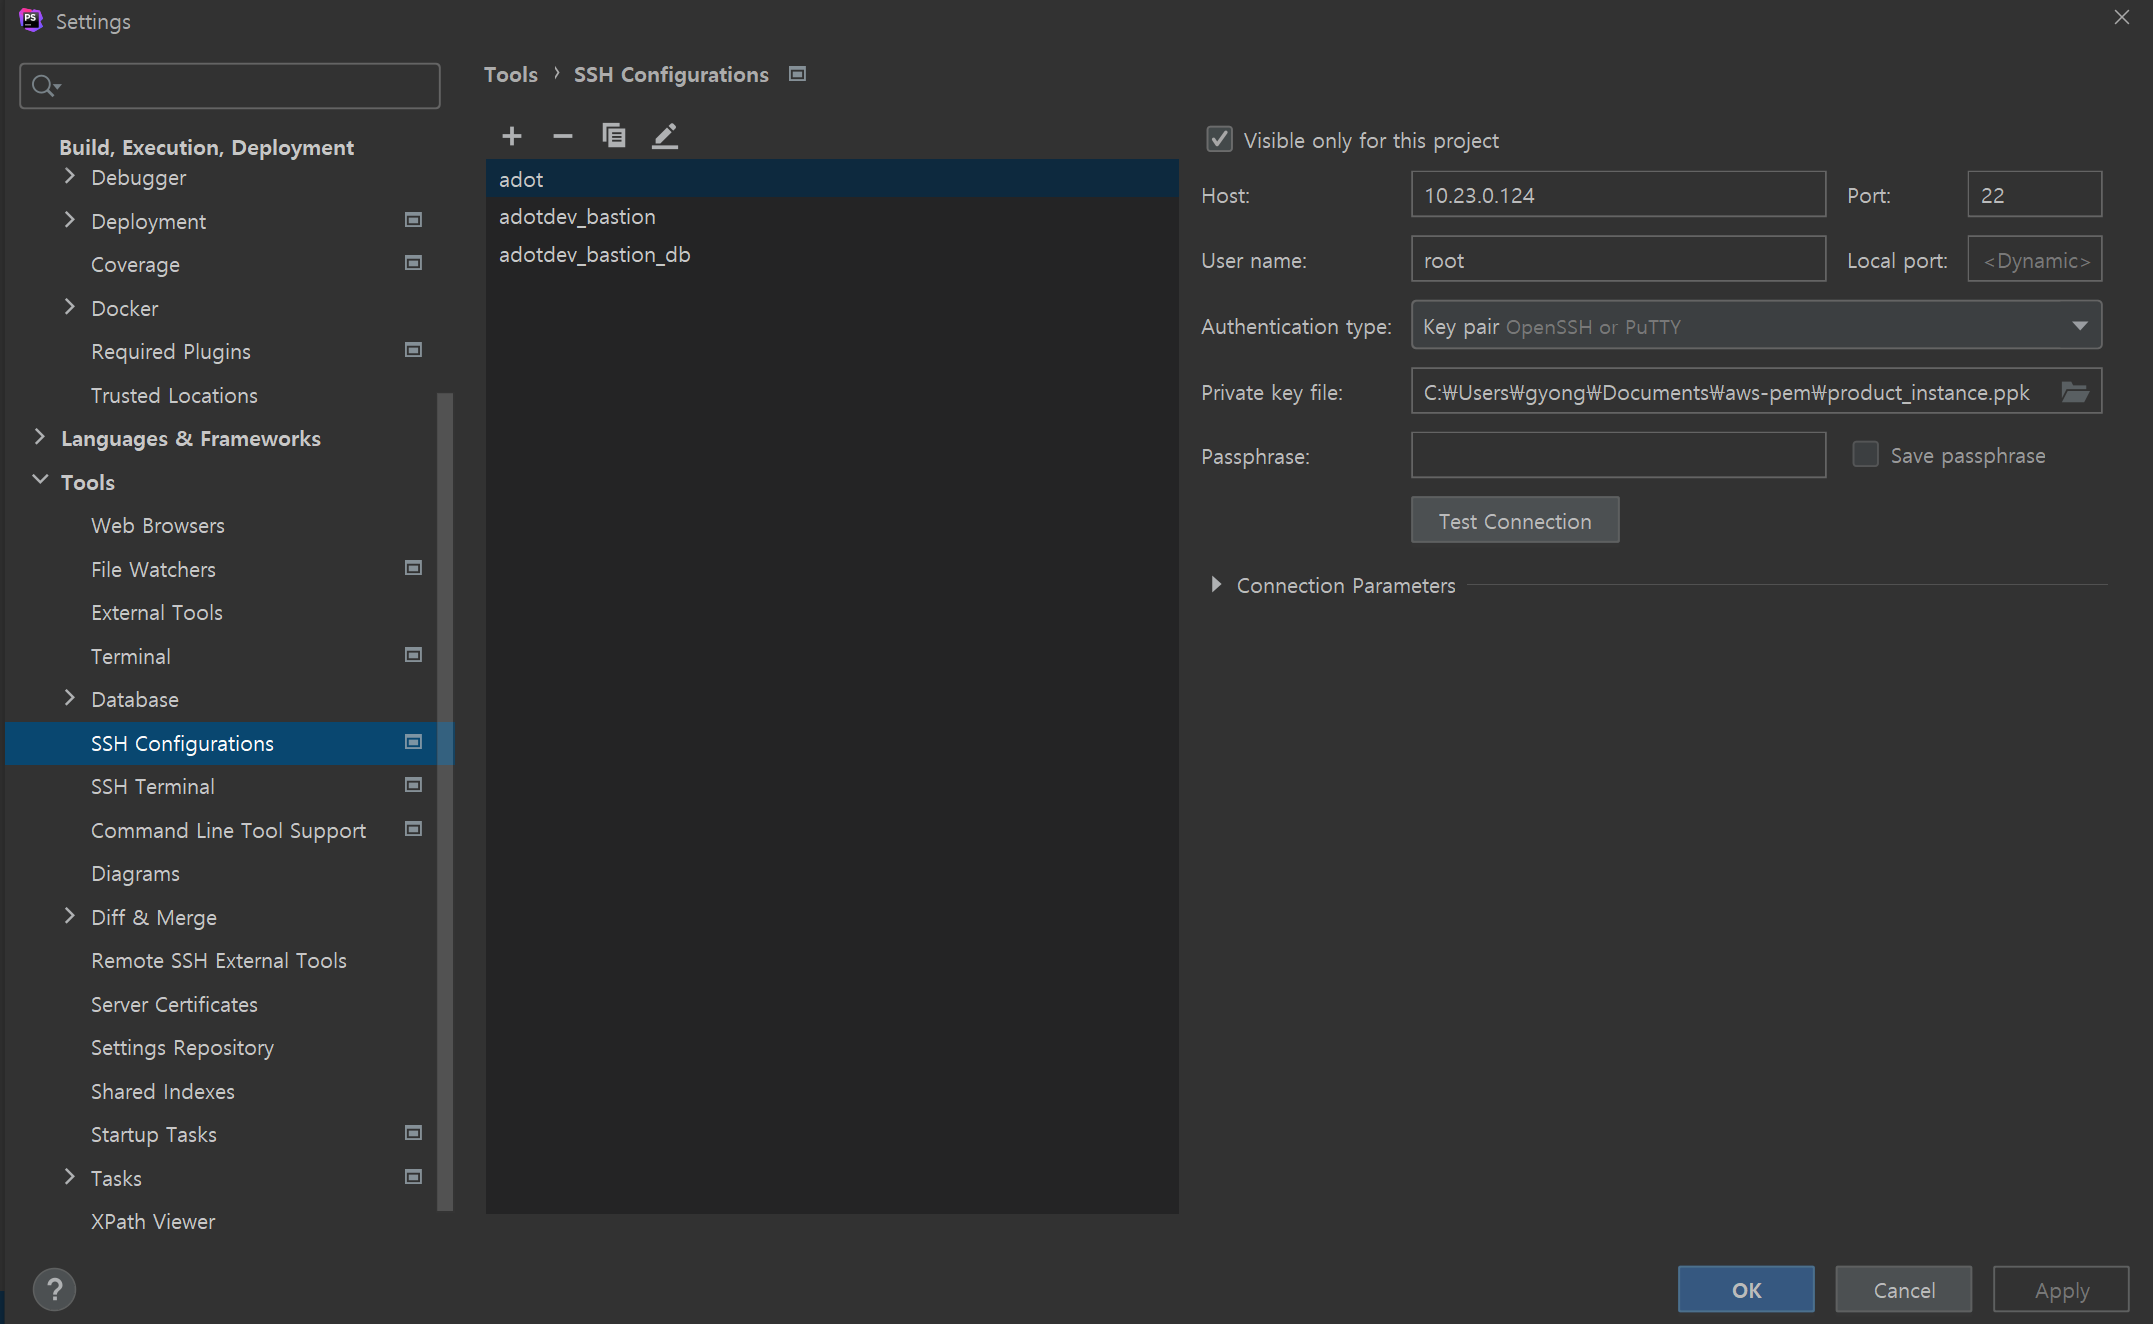 PS Settings
Tools › SSH Configurations
Build, Execution, Deployment
Debugger
Deployment
Coverage
Docker
Required Plugins
Trusted Locations
Languages & Frameworks
Tools
Web Browsers
File Watchers
External Tools
Terminal
Database
SSH Configurations
SSH Terminal
Command Line Tool Support
Diagrams
Diff & Merge
Remote SSH External Tools
Server Certificates
Settings Repository
Shared Indexes
Startup Tasks
Tasks
XPath Viewer
adot
adotdev_bastion
adotdev_bastion_db
Visible only for this project
Host: 10.23.0.124 Port: 22
User name: root Local port: <Dynamic>
Authentication type: Key pair OpenSSH or PuTTY
Private key file: C:₩Users₩gyong₩Documents₩aws-pem₩product_instance.ppk
Passphrase: Save passphrase
Test Connection
Connection Parameters
? OK Cancel Apply